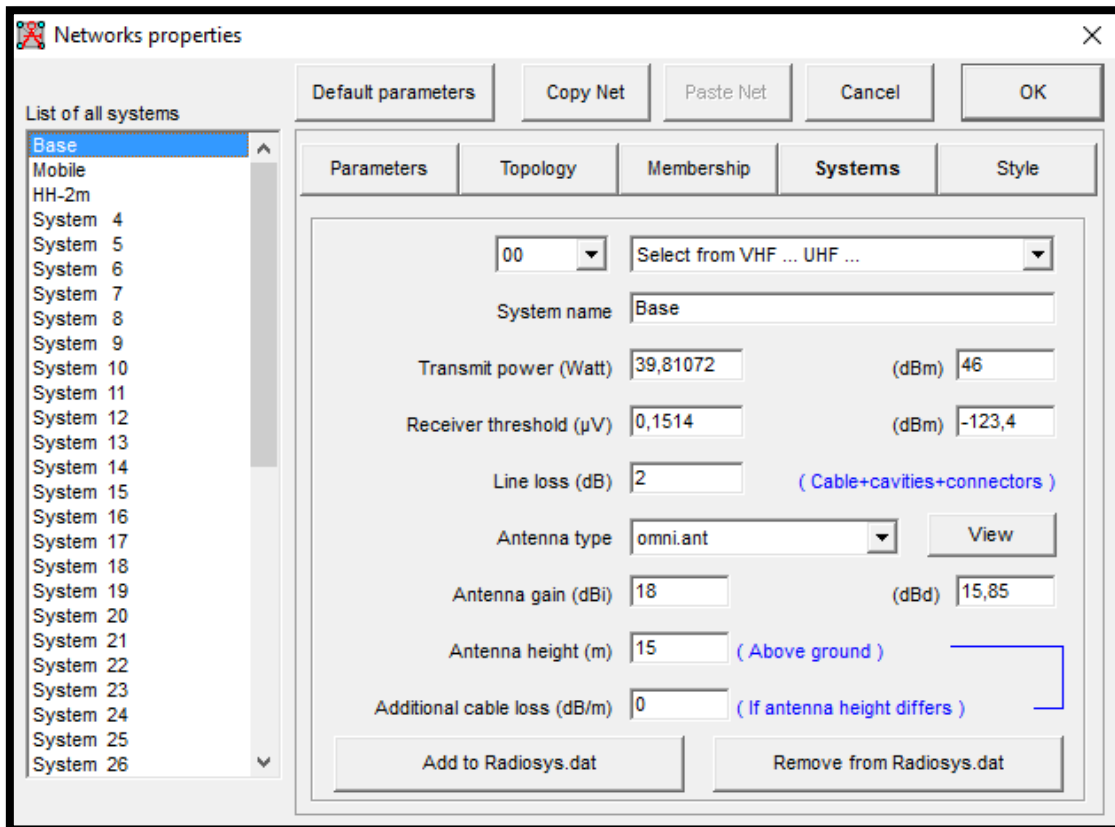 Networks properties
Default parameters
Copy Net
Paste Net
Cancel
OK
List of all systems
Base
Mobile
HH-2m
System 4
System 5
System 6
System 7
System 8
System 9
System 10
System 11
System 12
System 13
System 14
System 15
System 16
System 17
System 18
System 19
System 20
System 21
System 22
System 23
System 24
System 25
System 26
Parameters
Topology
Membership
Systems
Style
00
Select from VHF ... UHF ...
System name Base
Transmit power (Watt) 39,81072 (dBm) 46
Receiver threshold (µV) 0,1514 (dBm) -123,4
Line loss (dB) 2 ( Cable+cavities+connectors )
Antenna type omni.ant View
Antenna gain (dBi) 18 (dBd) 15,85
Antenna height (m) 15 ( Above ground )
Additional cable loss (dB/m) 0 ( If antenna height differs )
Add to Radiosys.dat
Remove from Radiosys.dat